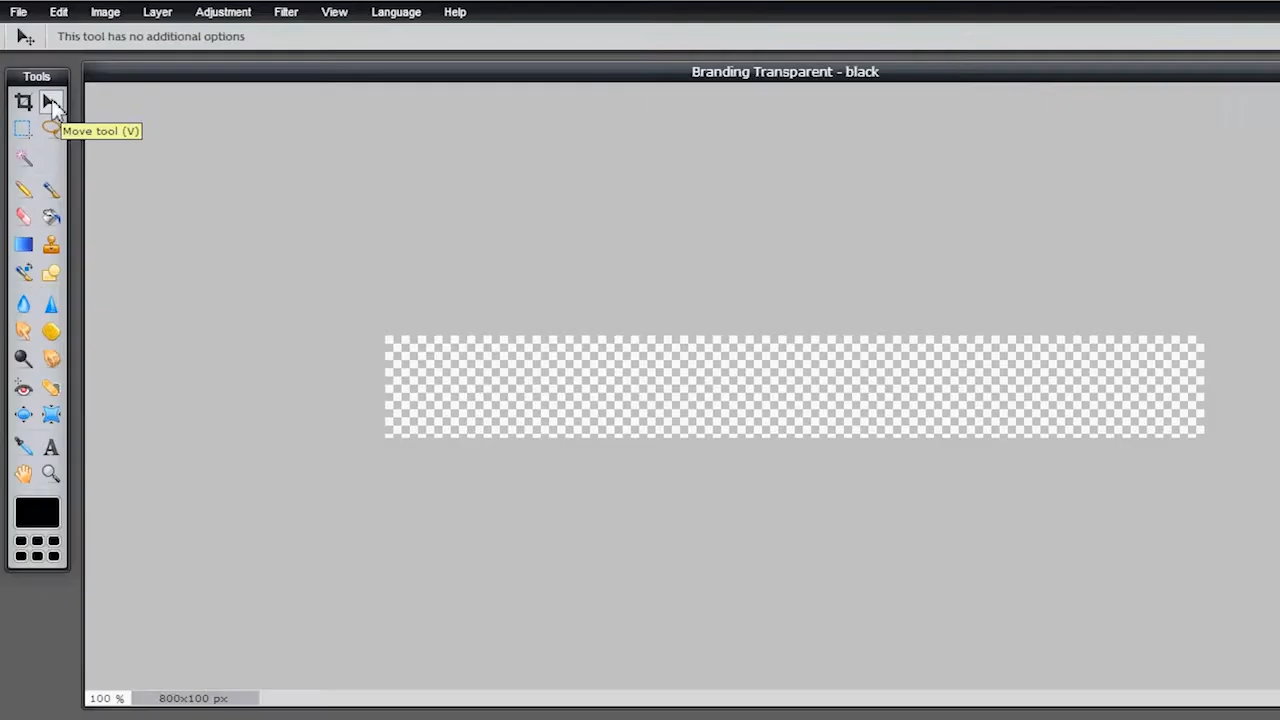 File Edit Image Layer Adjustment Filter View Language Help
This tool has no additional options
Tools
Branding Transparent - black
Move tool (V)
A
100 % 800x100 px